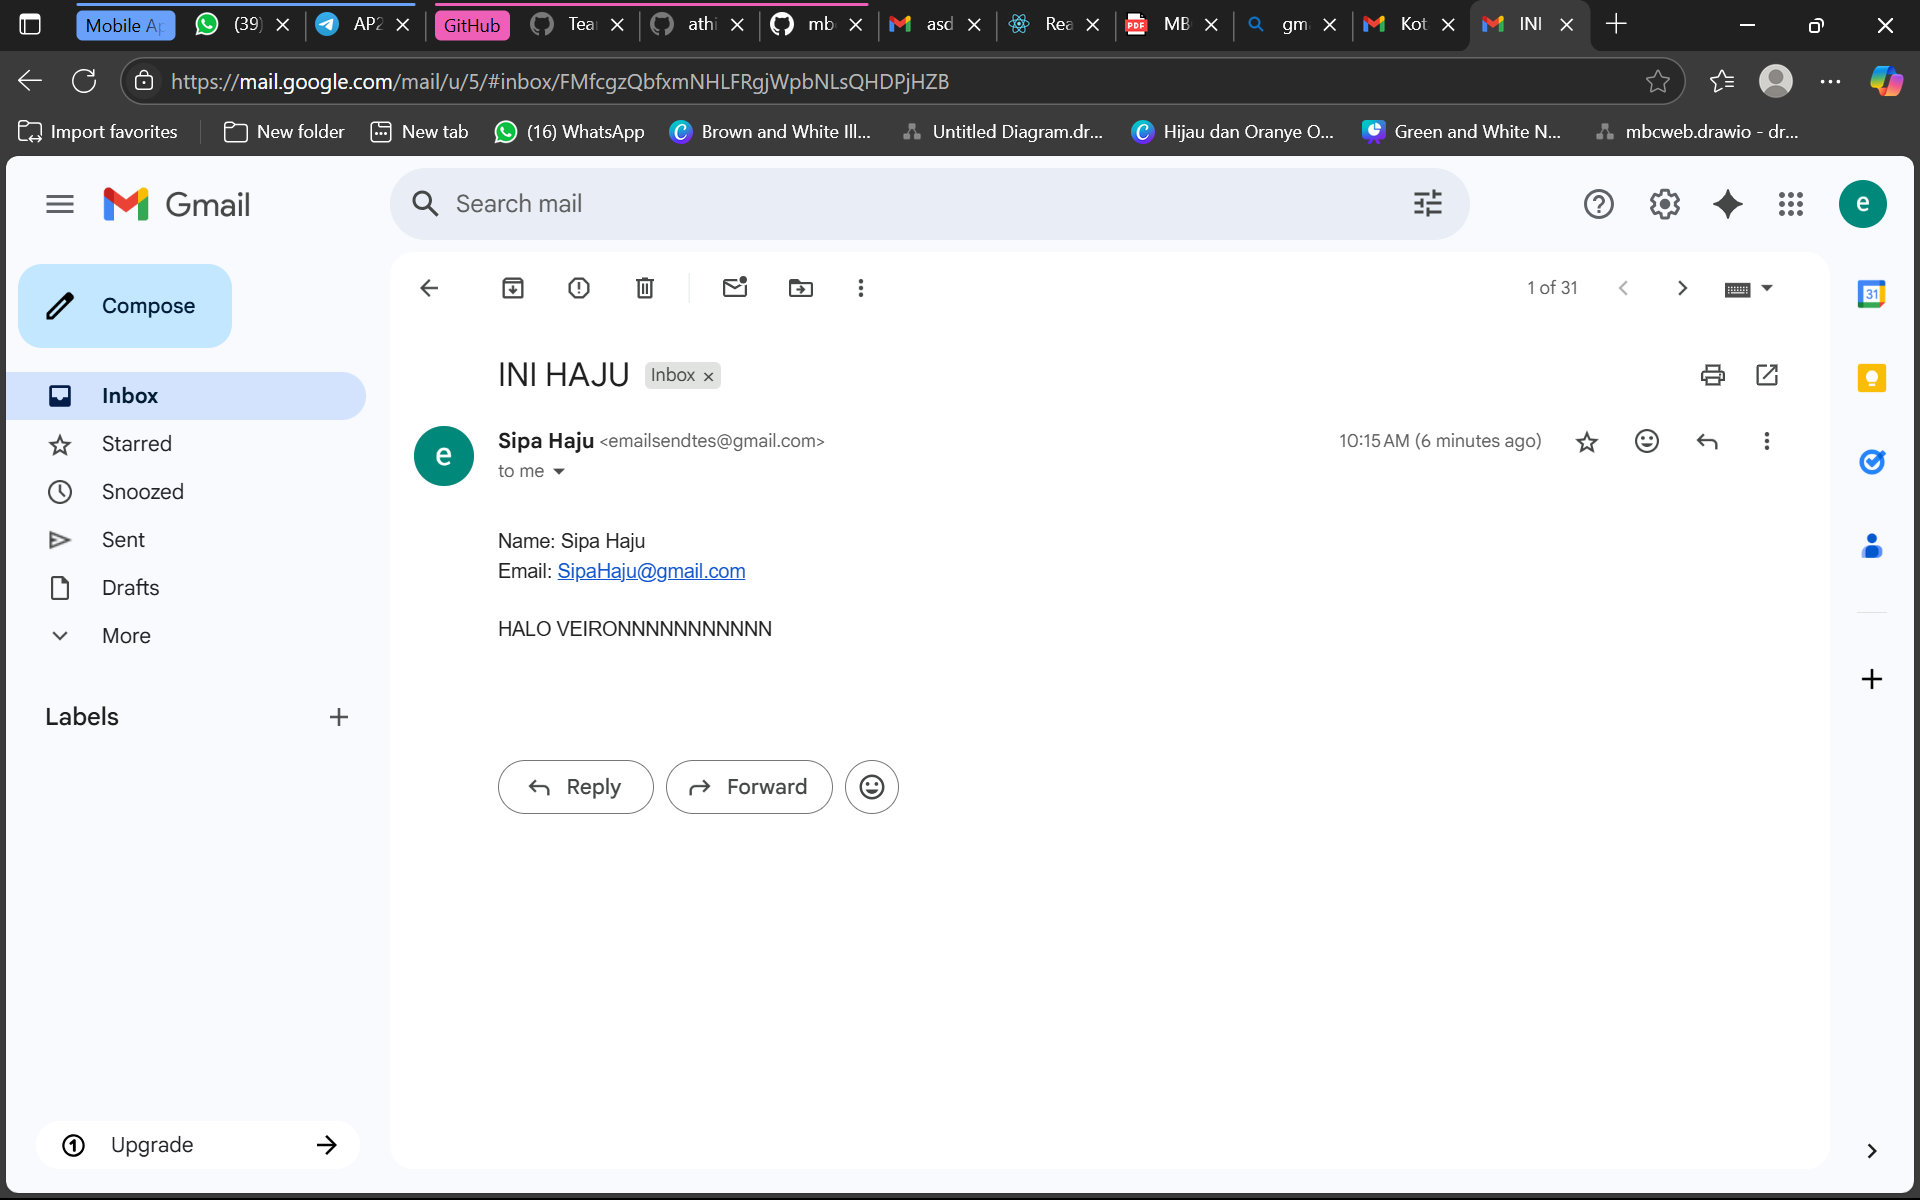 Mobile Ap
(39)
AP2
GitHub
Tear
athi
mb
asd
Rea
MB
gm
Kot
INI
https://mail.google.com/mail/u/5/#inbox/FMfcgzQbfxmNHLFRgjWpbNLsQHDPjHZB
Import favorites
New folder
New tab
(16) WhatsApp
Brown and White Ill...
Untitled Diagram.dr...
Hijau dan Oranye O...
Green and White N...
mbcweb.drawio - dr...
Gmail
Search mail
e
Compose
1 of 31
31
Inbox
Starred
Snoozed
Sent
Drafts
More
Labels
INI HAJU
Inbox
e
Sipa Haju <emailsendtes@gmail.com>
10:15 AM (6 minutes ago)
to me
Name: Sipa Haju
Email: SipaHaju@gmail.com
HALO VEIRONNNNNNNNNNN
Reply
Forward
Upgrade